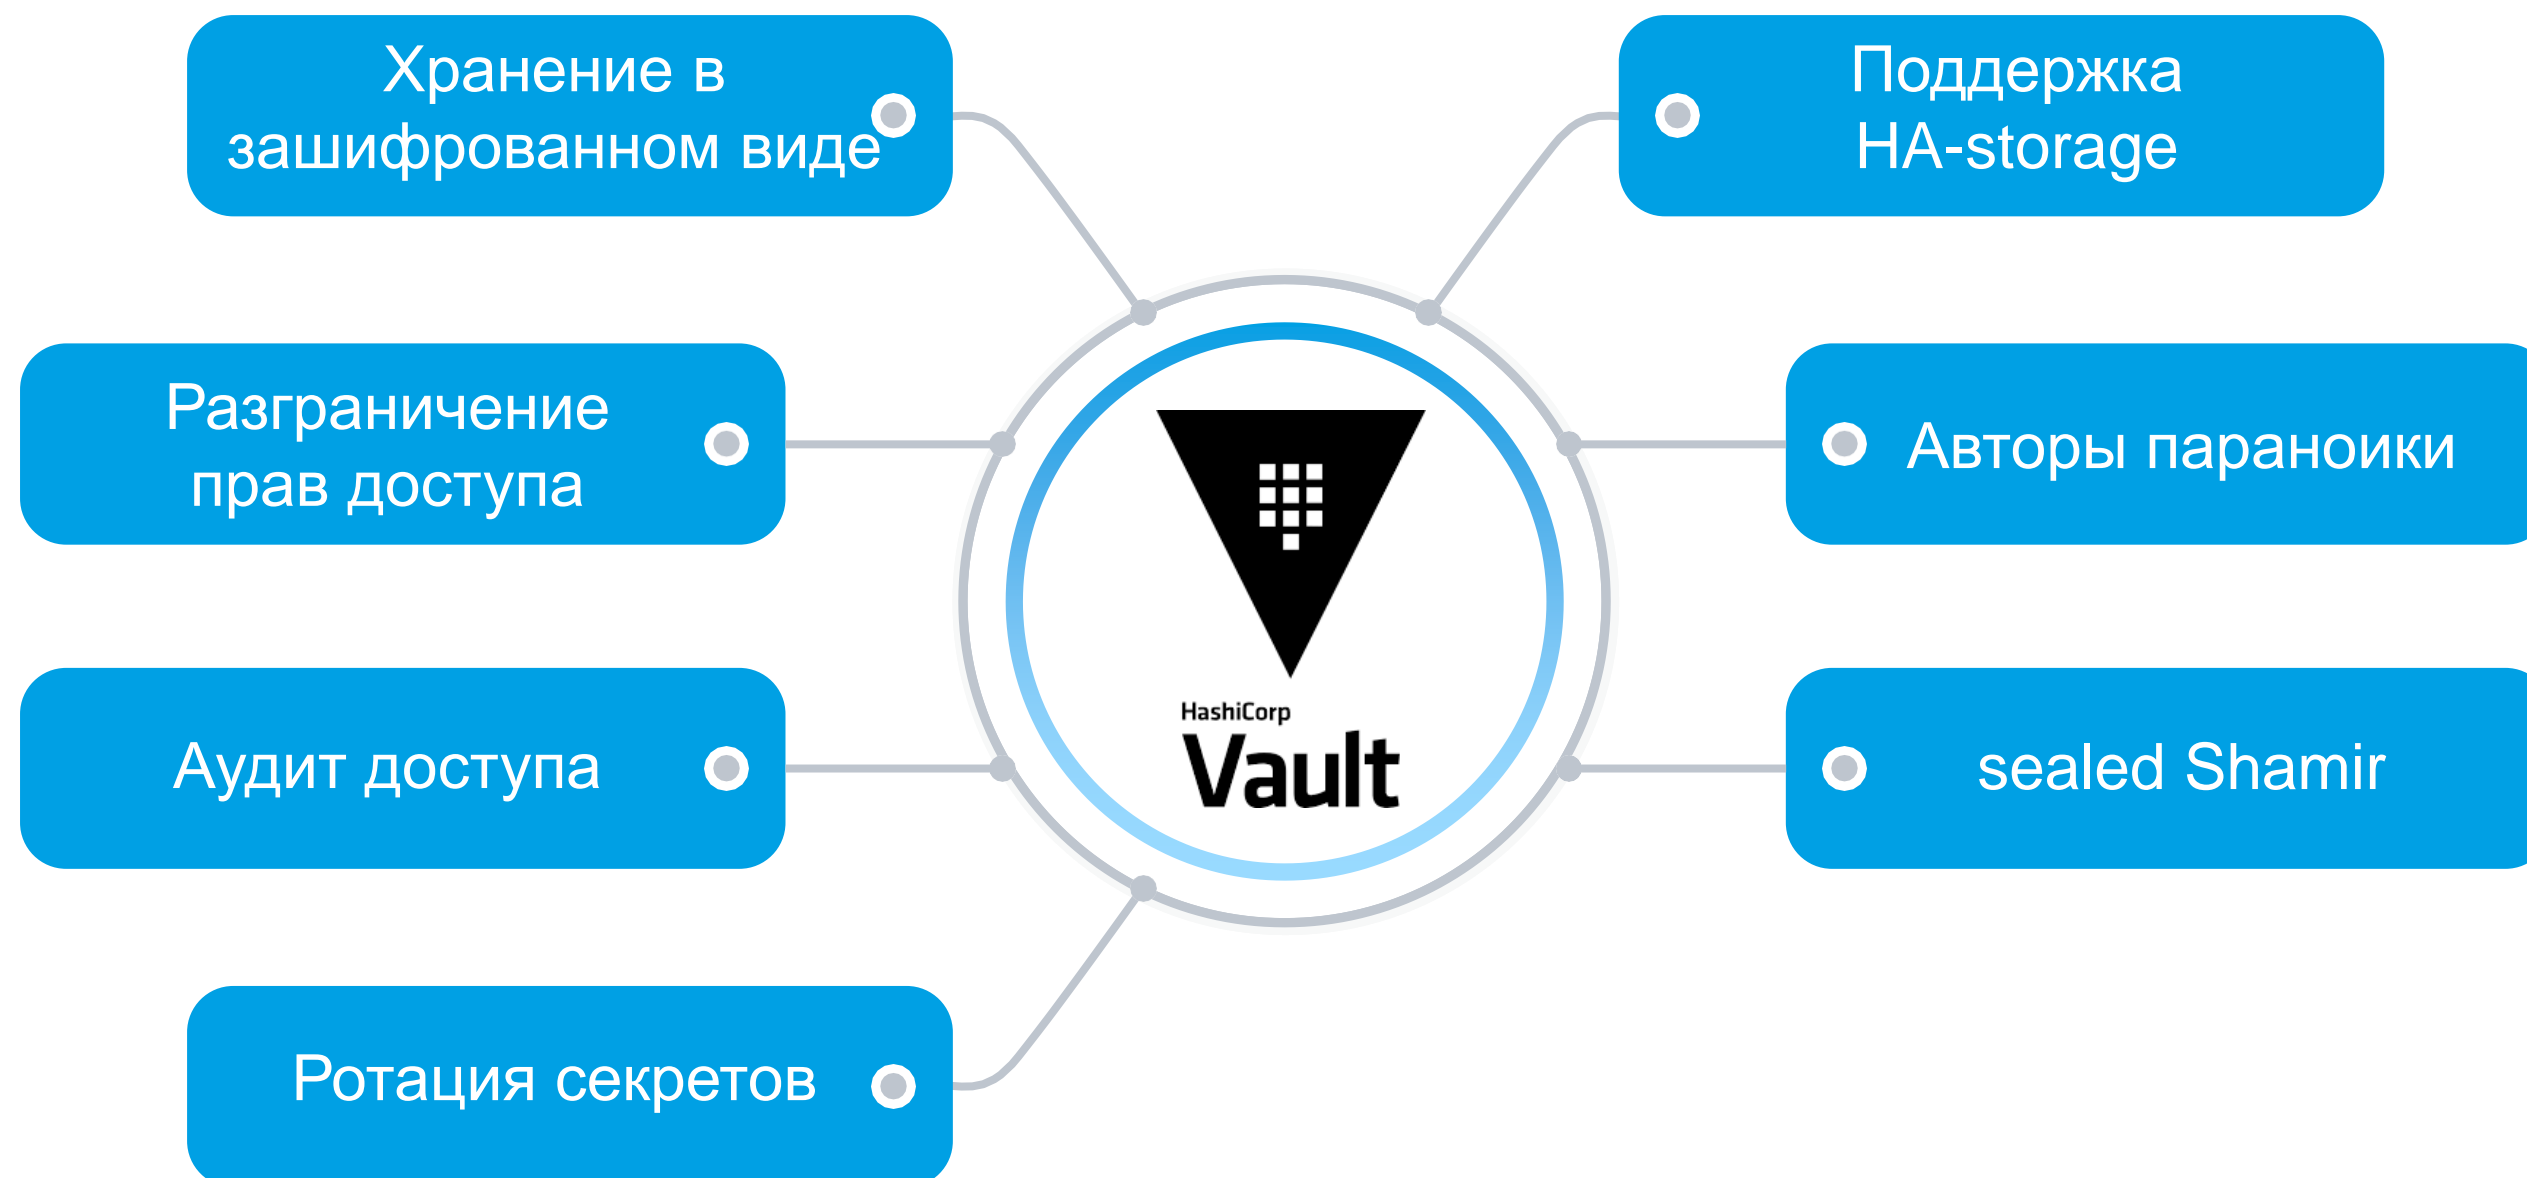 Хранение в
зашифрованном виде
Разграничение
прав доступа
Аудит доступа
Ротация секретов
HashiCorp
Vault
Поддержка
HA-storage
Авторы параноики
sealed Shamir